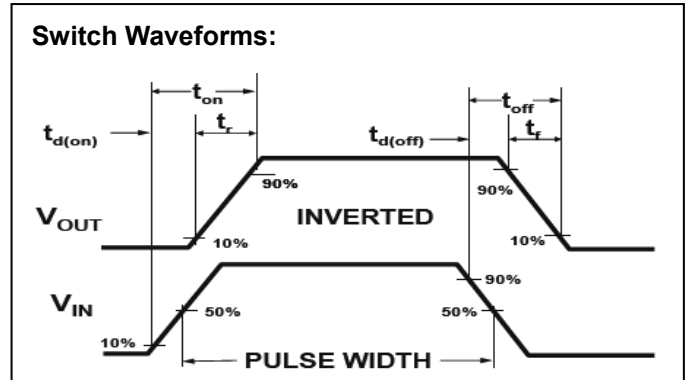 Switch Waveforms:
t_on t_off
t_d(on) t_r t_d(off) t_f
90% 90%
V_OUT INVERTED
10% 10%
90%
V_IN 50% 50%
10%
PULSE WIDTH